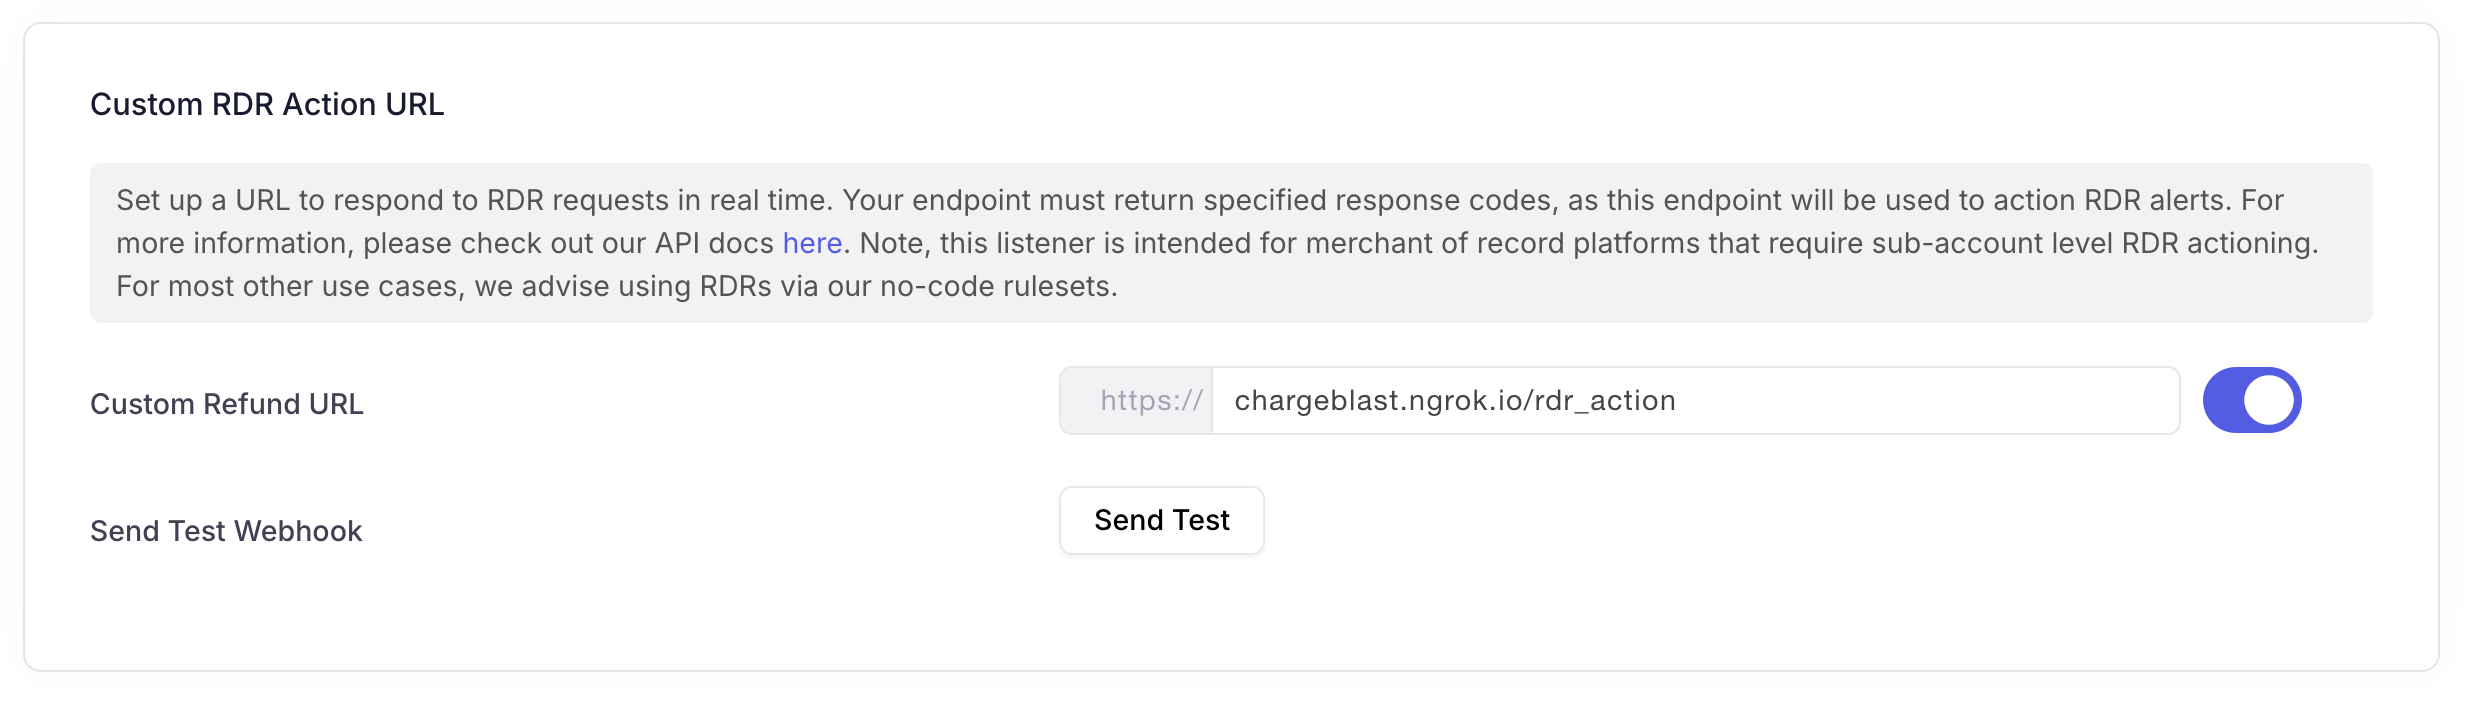 Custom RDR Action URL
Set up a URL to respond to RDR requests in real time. Your endpoint must return specified response codes, as this endpoint will be used to action RDR alerts. For
more information, please check out our API docs here. Note, this listener is intended for merchant of record platforms that require sub-account level RDR actioning.
For most other use cases, we advise using RDRs via our no-code rulesets.
Custom Refund URL
https:// chargeblast.ngrok.io/rdr_action
Send Test Webhook
Send Test